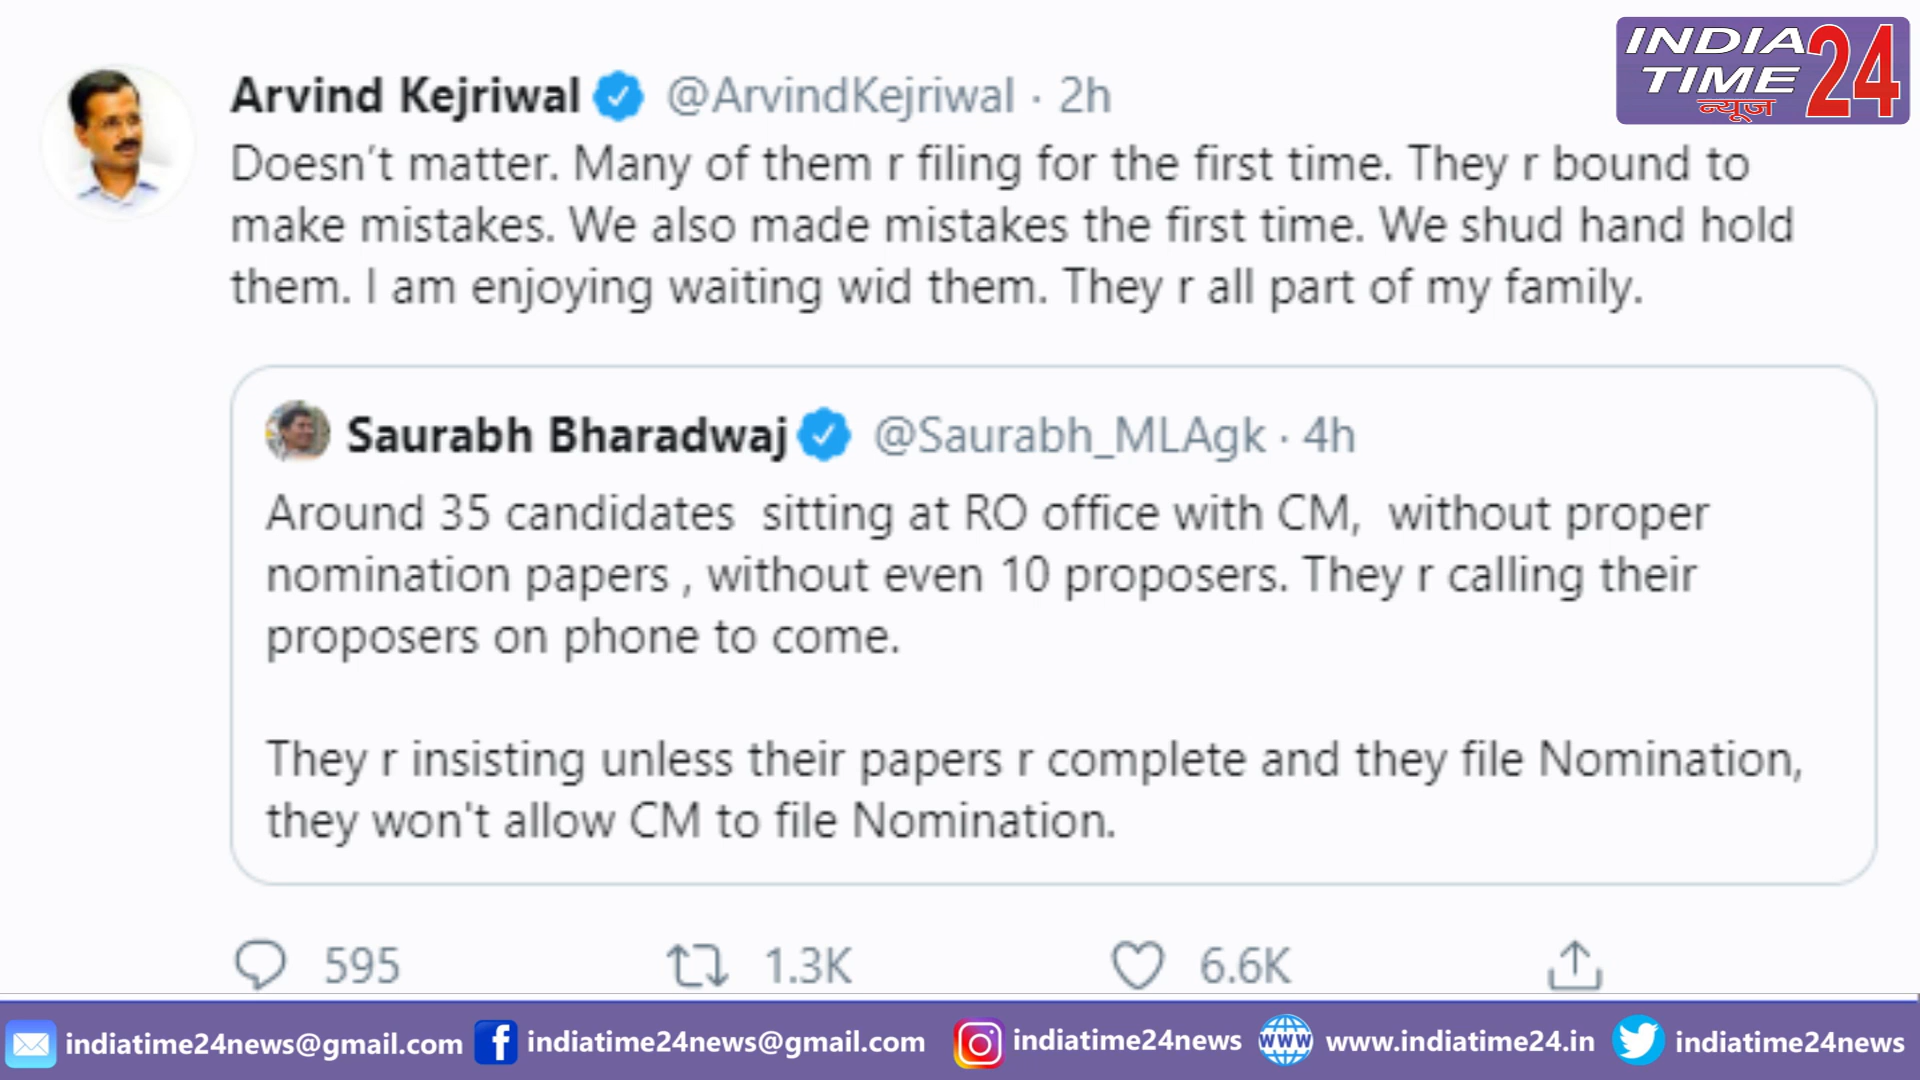 INDIA
TIME 24
न्यूज
Arvind Kejriwal @ArvindKejriwal · 2h
Doesn't matter. Many of them r filing for the first time. They r bound to
make mistakes. We also made mistakes the first time. We shud hand hold
them. I am enjoying waiting wid them. They r all part of my family.
Saurabh Bharadwaj @Saurabh_MLAgk · 4h
Around 35 candidates sitting at RO office with CM, without proper
nomination papers , without even 10 proposers. They r calling their
proposers on phone to come.
They r insisting unless their papers r complete and they file Nomination,
they won't allow CM to file Nomination.
595 1.3K 6.6K
indiatime24news@gmail.com f indiatime24news@gmail.com indiatime24news www www.indiatime24.in indiatime24news